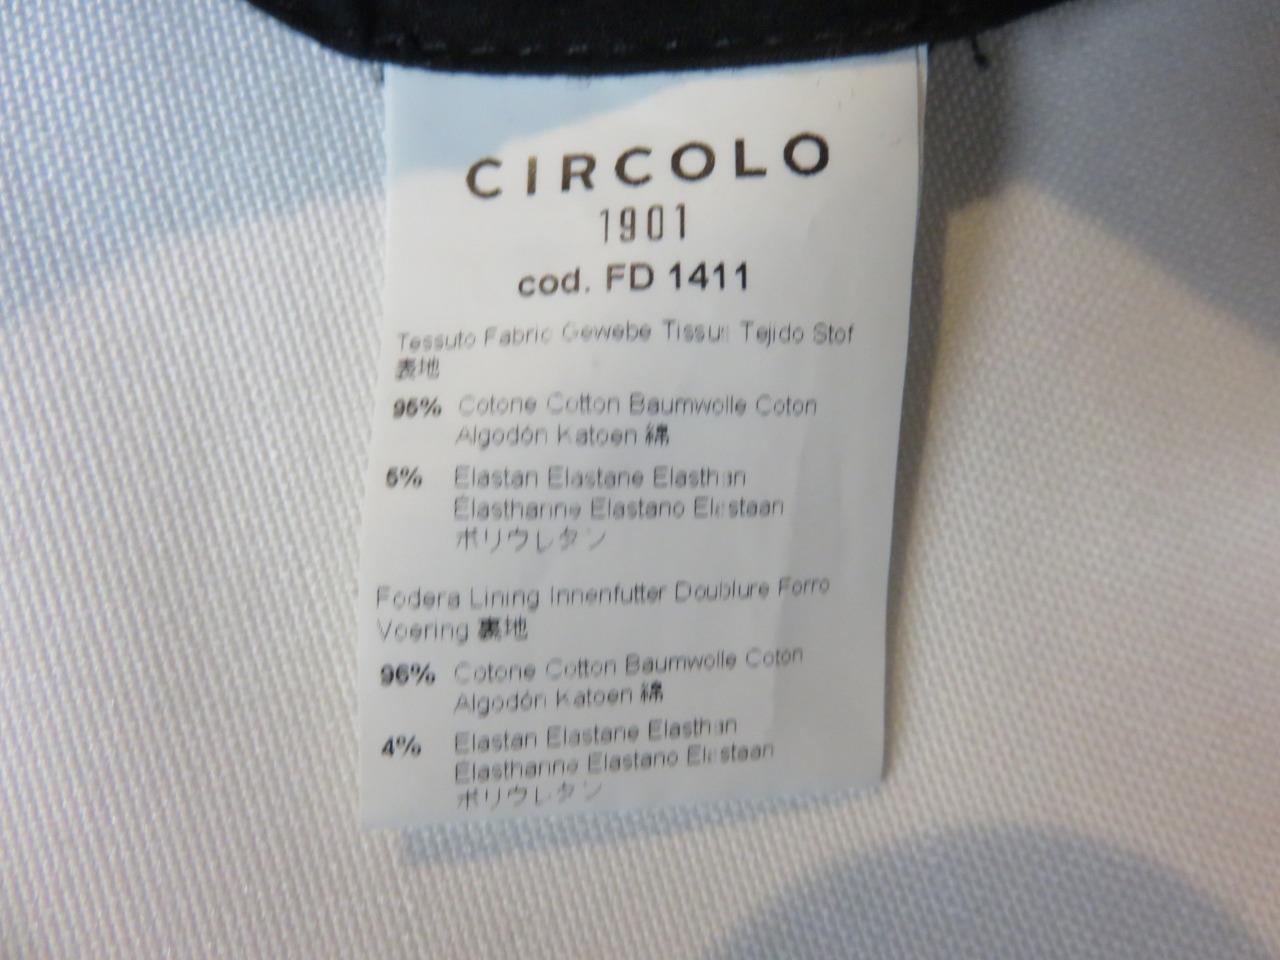 CIRCOLO
1901
cod. FD 1411
Tessuto Fabric Gewebe Tissu Tejido Stof
表地
95% Cotone Cotton Baumwolle Coton
Algodón Katoen 綿
5% Elastan Elastane Elasthan
Élasthanne Elastano Elastaan
ポリウレタン
Fodera Lining Innenfutter Doublure Forro
Voering 裏地
96% Cotone Cotton Baumwolle Coton
Algodón Katoen 綿
4% Elastan Elastane Elasthan
Élasthanne Elastano Elastaan
ポリウレタン